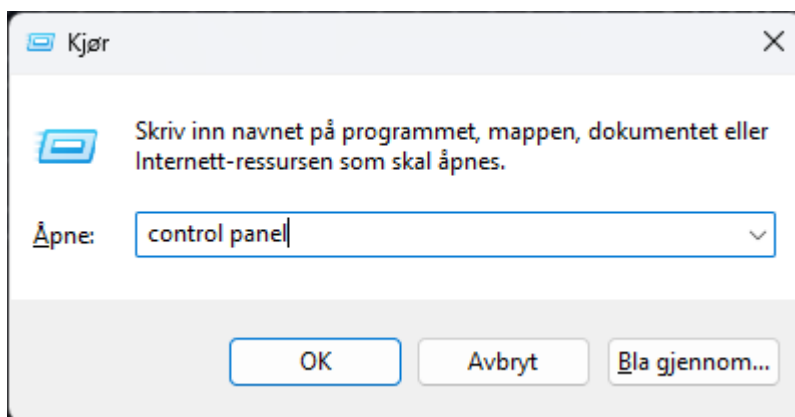 Kjør
Skriv inn navnet på programmet, mappen, dokumentet eller
Internett-ressursen som skal åpnes.
Åpne: control panel
OK Avbryt Bla gjennom...